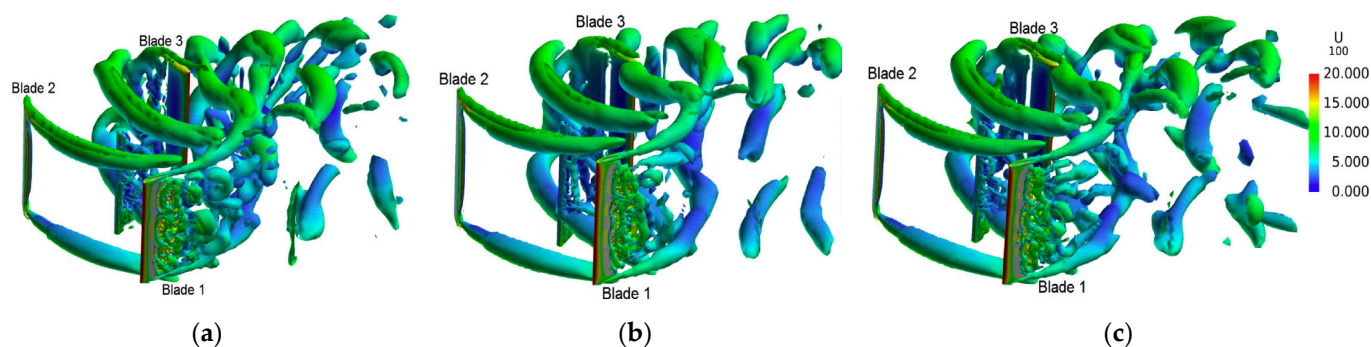 Blade 3
Blade 2
Blade 1
(a)
Blade 3
Blade 2
Blade 1
(b)
Blade 3
Blade 2
Blade 1
(c)
U
100
20.000
15.000
10.000
5.000
0.000